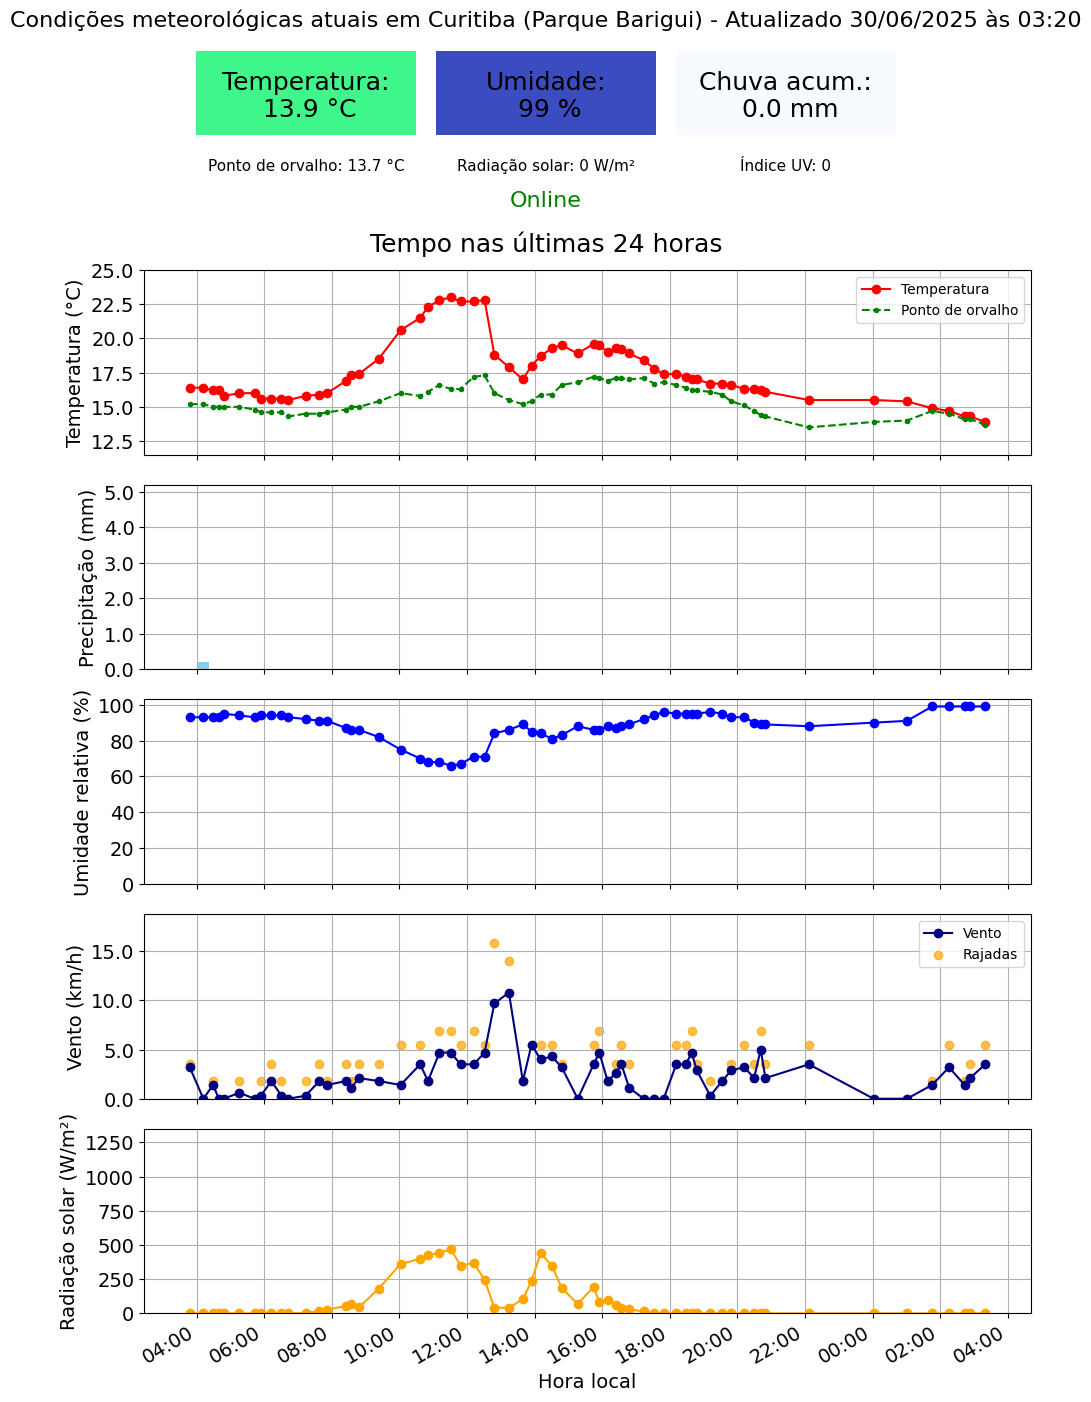 Condições meteorológicas atuais em Curitiba (Parque Barigui) - Atualizado 30/06/2025 às 03:20
Temperatura:
13.9 °C
Umidade:
99 %
Chuva acum.:
0.0 mm
Ponto de orvalho: 13.7 °C
Radiação solar: 0 W/m²
Índice UV: 0
Online
Tempo nas últimas 24 horas
Temperatura (°C)
25.0
22.5
20.0
17.5
15.0
12.5
Temperatura
Ponto de orvalho
Precipitação (mm)
5.0
4.0
3.0
2.0
1.0
0.0
Umidade relativa (%)
100
80
60
40
20
0
Vento (km/h)
15.0
10.0
5.0
0.0
Vento
Rajadas
Radiação solar (W/m²)
1250
1000
750
500
250
0
04:00 06:00 08:00 10:00 12:00 14:00 16:00 18:00 20:00 22:00 00:00 02:00 04:00
Hora local